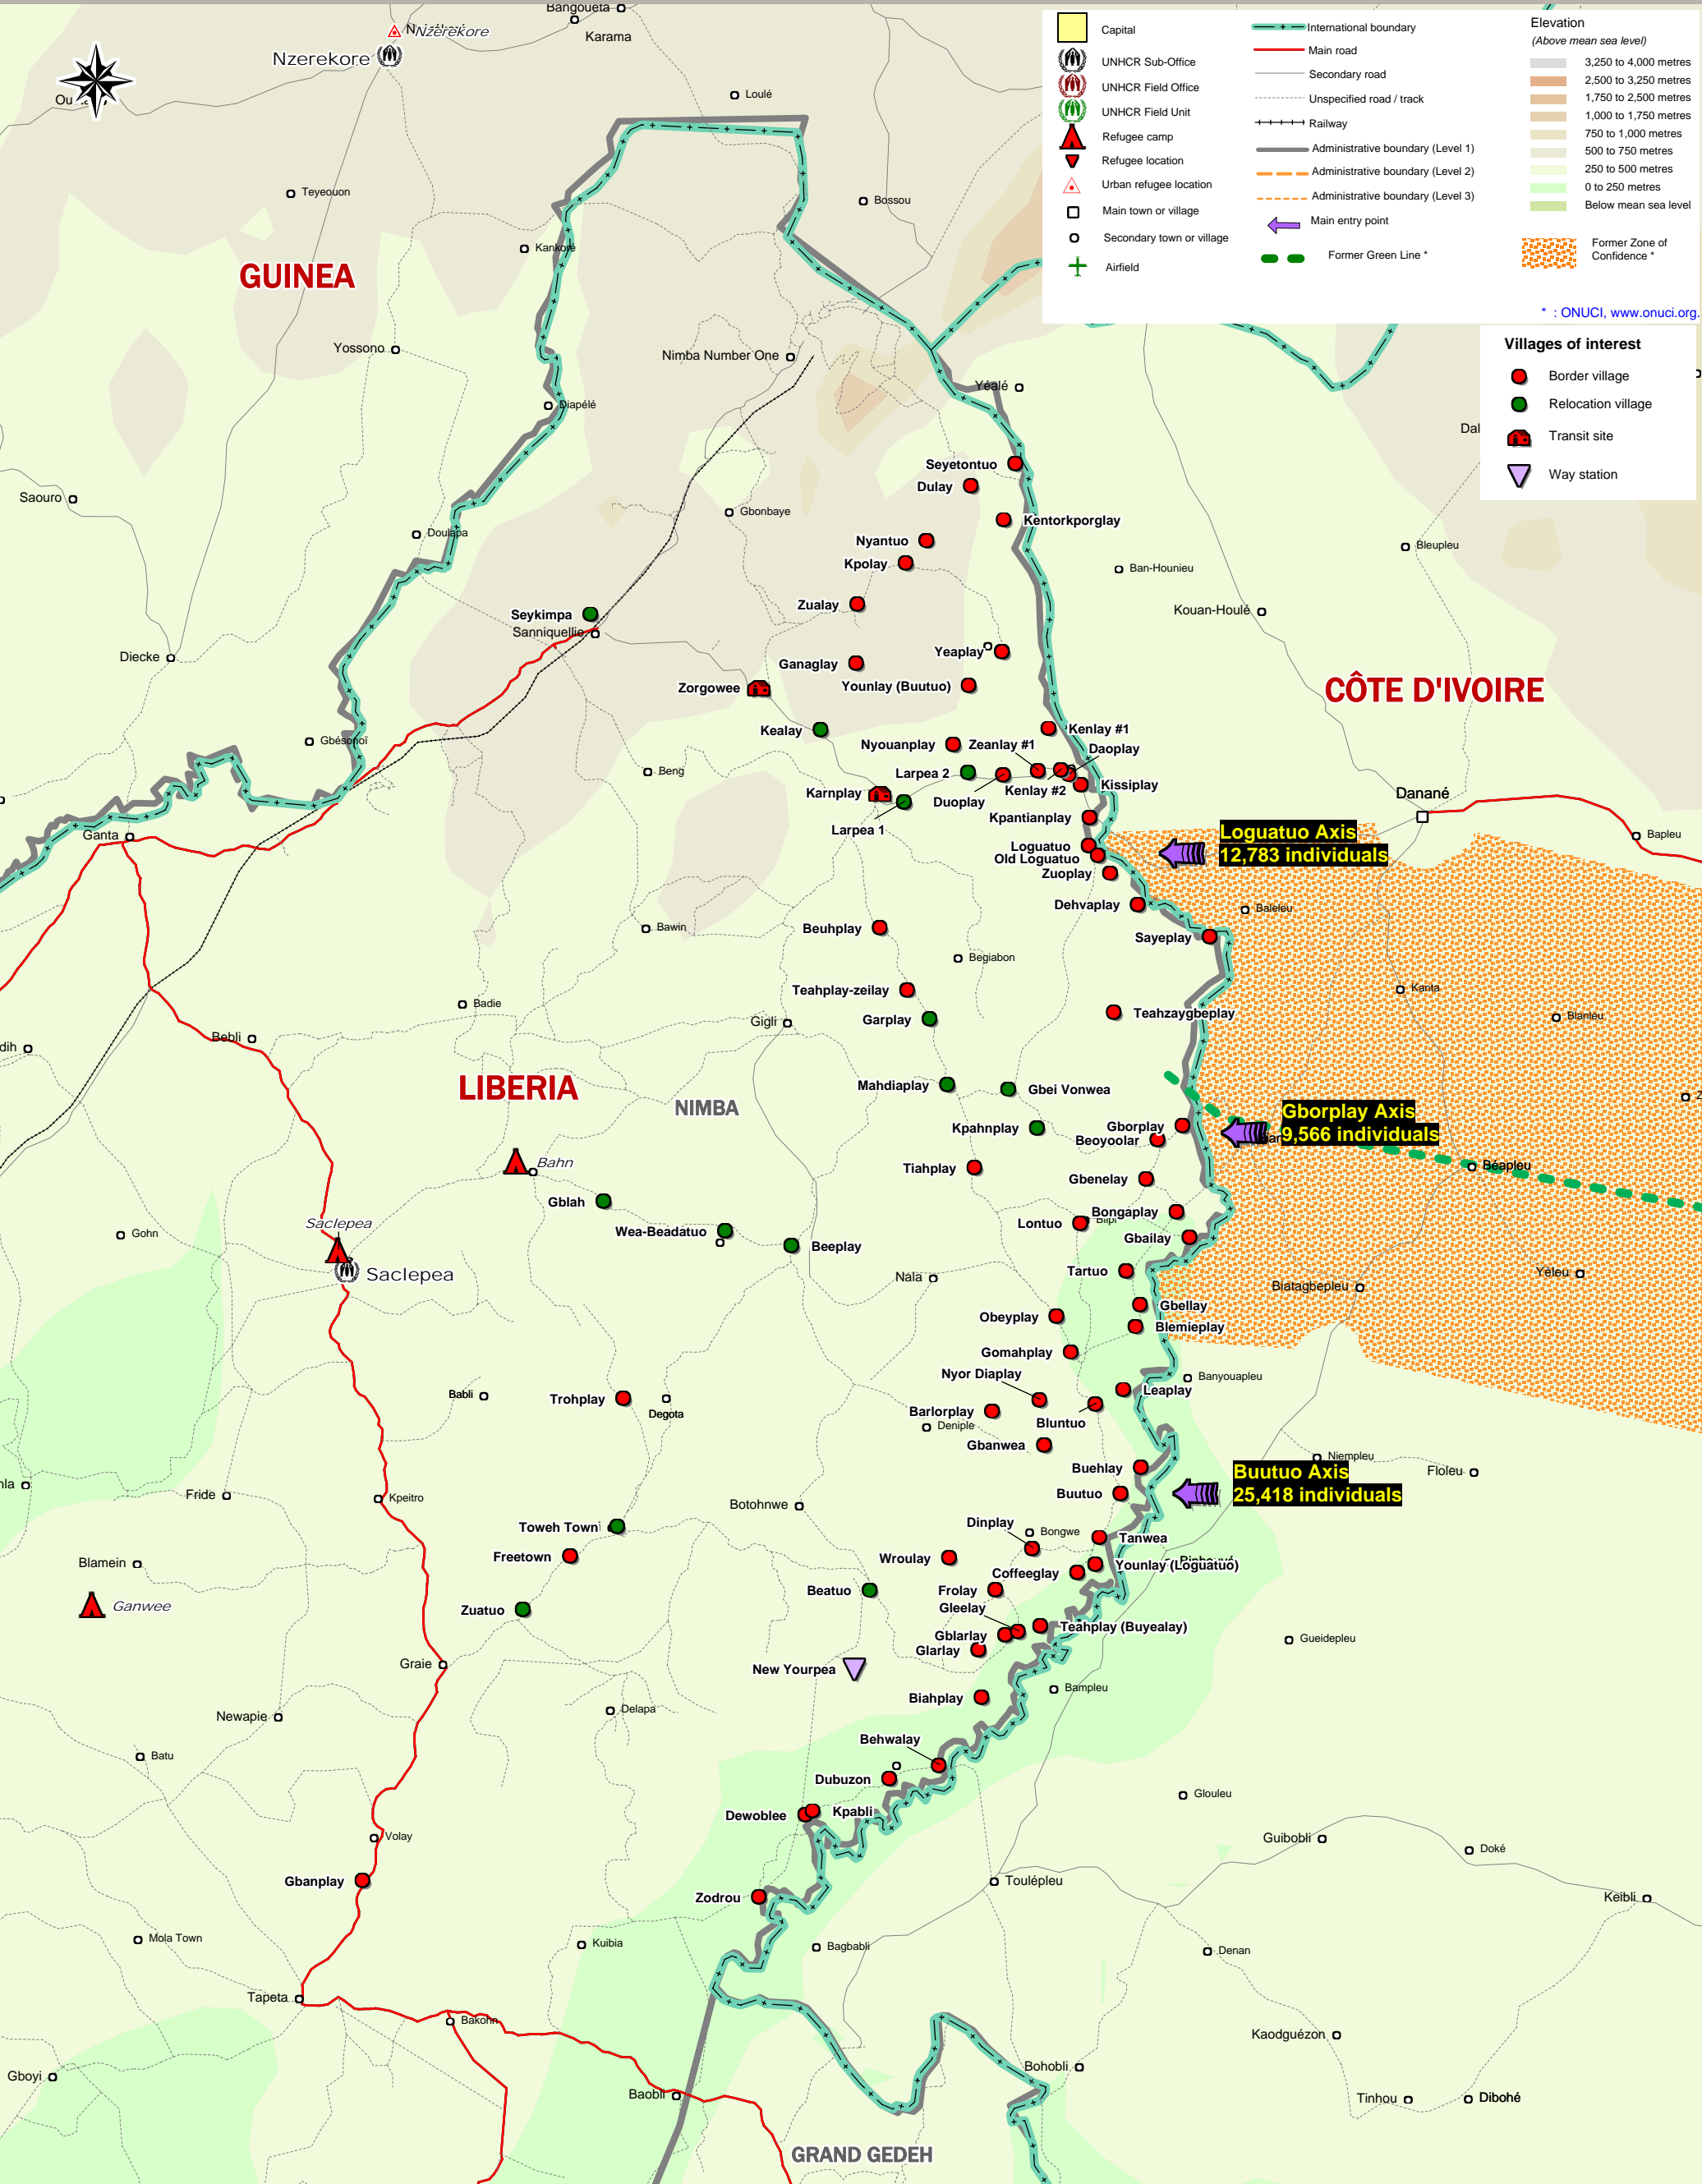 Bangoueta
Karama
Nzerekore
Nzerekore
Loulé
Teyeouon
Bossou
Kankoré
GUINEA
Yossono
Nimba Number One
Yéalé
Diapélé
Capital
UNHCR Sub-Office
UNHCR Field Office
UNHCR Field Unit
Refugee camp
Refugee location
Urban refugee location
Main town or village
Secondary town or village
Airfield
International boundary
Main road
Secondary road
Unspecified road / track
Railway
Administrative boundary (Level 1)
Administrative boundary (Level 2)
Administrative boundary (Level 3)
Main entry point
Former Green Line *
Elevation
(Above mean sea level)
3,250 to 4,000 metres
2,500 to 3,250 metres
1,750 to 2,500 metres
1,000 to 1,750 metres
750 to 1,000 metres
500 to 750 metres
250 to 500 metres
0 to 250 metres
Below mean sea level
Former Zone of
Confidence *
* : ONUCI, www.onuci.org.
Villages of interest
Border village
Relocation village
Transit site
Way station
Dal
Seyetontuo
Dulay
Saouro
Gbonbaye
Kentorkporglay
Doulapa
Nyantuo
Bleupleu
Kpolay
Ban-Hounieu
Zualay
Kouan-Houlé
Seykimpa
Sanniquellie
Diecke
Yeaplay
Ganaglay
Zorgowee
Younlay (Buutuo)
CÔTE D'IVOIRE
Kealay
Kenlay #1
Gbésonoï
Nyouanplay
Zeanlay #1
Daoplay
Beng
Larpea 2
Kissiplay
Karnplay
Kenlay #2
Danané
Duoplay
Larpea 1
Kpantianplay
Ganta
Loguatuo Axis
12,783 individuals
Bapleu
Loguatuo
Old Loguatuo
Zuoplay
Dehvaplay
Baleleu
Bawin
Beuhplay
Sayeplay
Begiabon
Teahplay-zeilay
Kanta
Badie
Garplay
Gigli
Teahzaygbeplay
Blanleu
Bebli
dih
LIBERIA
Mahdiaplay
Gbei Vonwea
NIMBA
Gborplay Axis
9,566 individuals
Kpahnplay
Gborplay
Beoyoolar
Bahn
Tiahplay
Béapleu
Gbenelay
Gblah
Saclepea
Bongaplay
Lontuo
Wea-Beadatuo
Gohn
Gbailay
Beeplay
Saclepea
Tartuo
Nala
Biatagbepleu
Yéleu
Gbellay
Obeyplay
Blemieplay
Gomahplay
Nyor Diaplay
Banyouapleu
Leaplay
Babli
Trohplay
Degota
Barlorplay
Bluntuo
Deniple
Gbanwea
Niempleu
Buehlay
Floleu
Buutuo Axis
25,418 individuals
nla
Fride
Kpeitro
Buutuo
Botohnwe
Toweh Town
Dinplay
Bongwe
Tanwea
Freetown
Wroulay
Younlay (Loguatuo)
Blamein
Coffeeglay
Beatuo
Frolay
Ganwee
Zuatuo
Gleelay
Teahplay (Buyealay)
Gblarlay
Gueidepleu
Glarlay
Graie
New Yourpea
Bampleu
Biahplay
Delapa
Newapie
Behwalay
Batu
Dubuzon
Glouleu
Dewoblee
Kpabli
Volay
Guibobli
Doké
Gbanplay
Toulépleu
Zodrou
Keibli
Mola Town
Kuibia
Bagbabli
Denan
Tapeta
Bakohn
Kaodguézon
Bohobli
Gboyi
Baobli
Tinhou
Dibohé
GRAND GEDEH